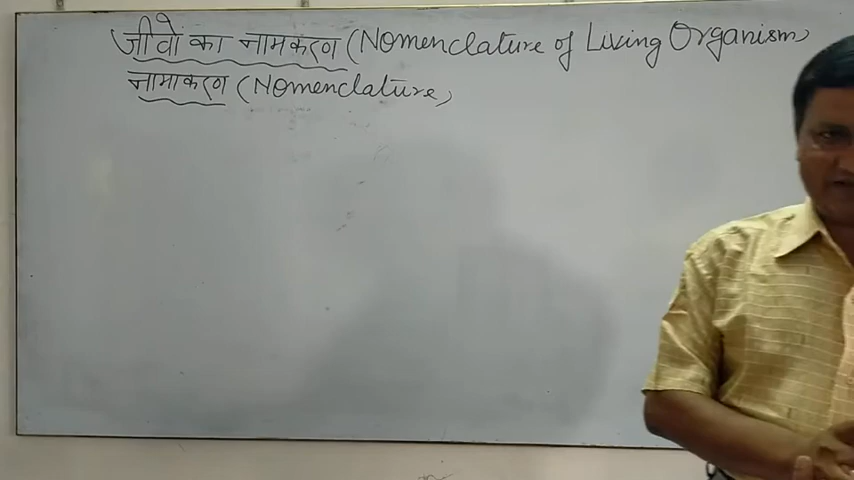 जीवों का नामकरण (Nomenclature of Living Organism)
नामाकरण (Nomenclature)